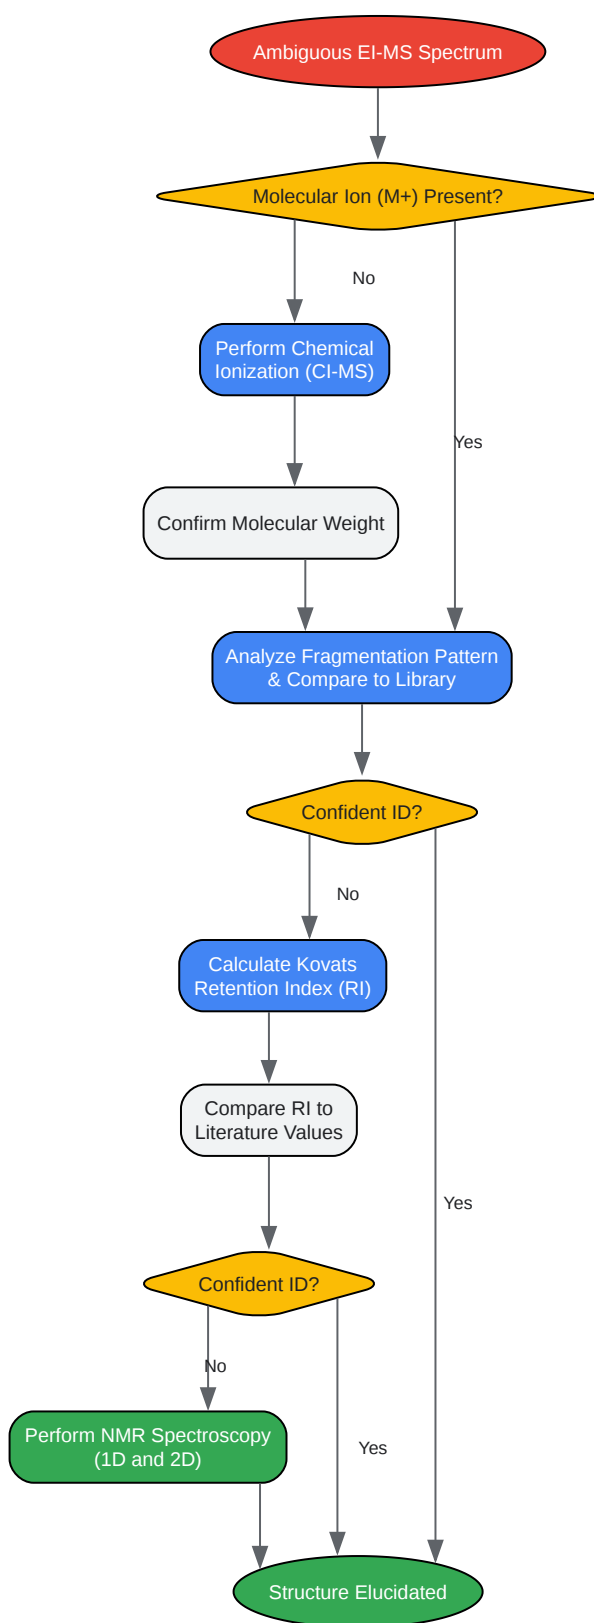 Ambiguous EI-MS Spectrum
Molecular Ion (M+) Present?
No
Perform Chemical
Ionization (CI-MS)
Yes
Confirm Molecular Weight
Analyze Fragmentation Pattern
& Compare to Library
Confident ID?
No
Calculate Kovats
Retention Index (RI)
Compare RI to
Literature Values
Yes
Confident ID?
No
Perform NMR Spectroscopy
(1D and 2D)
Yes
Structure Elucidated